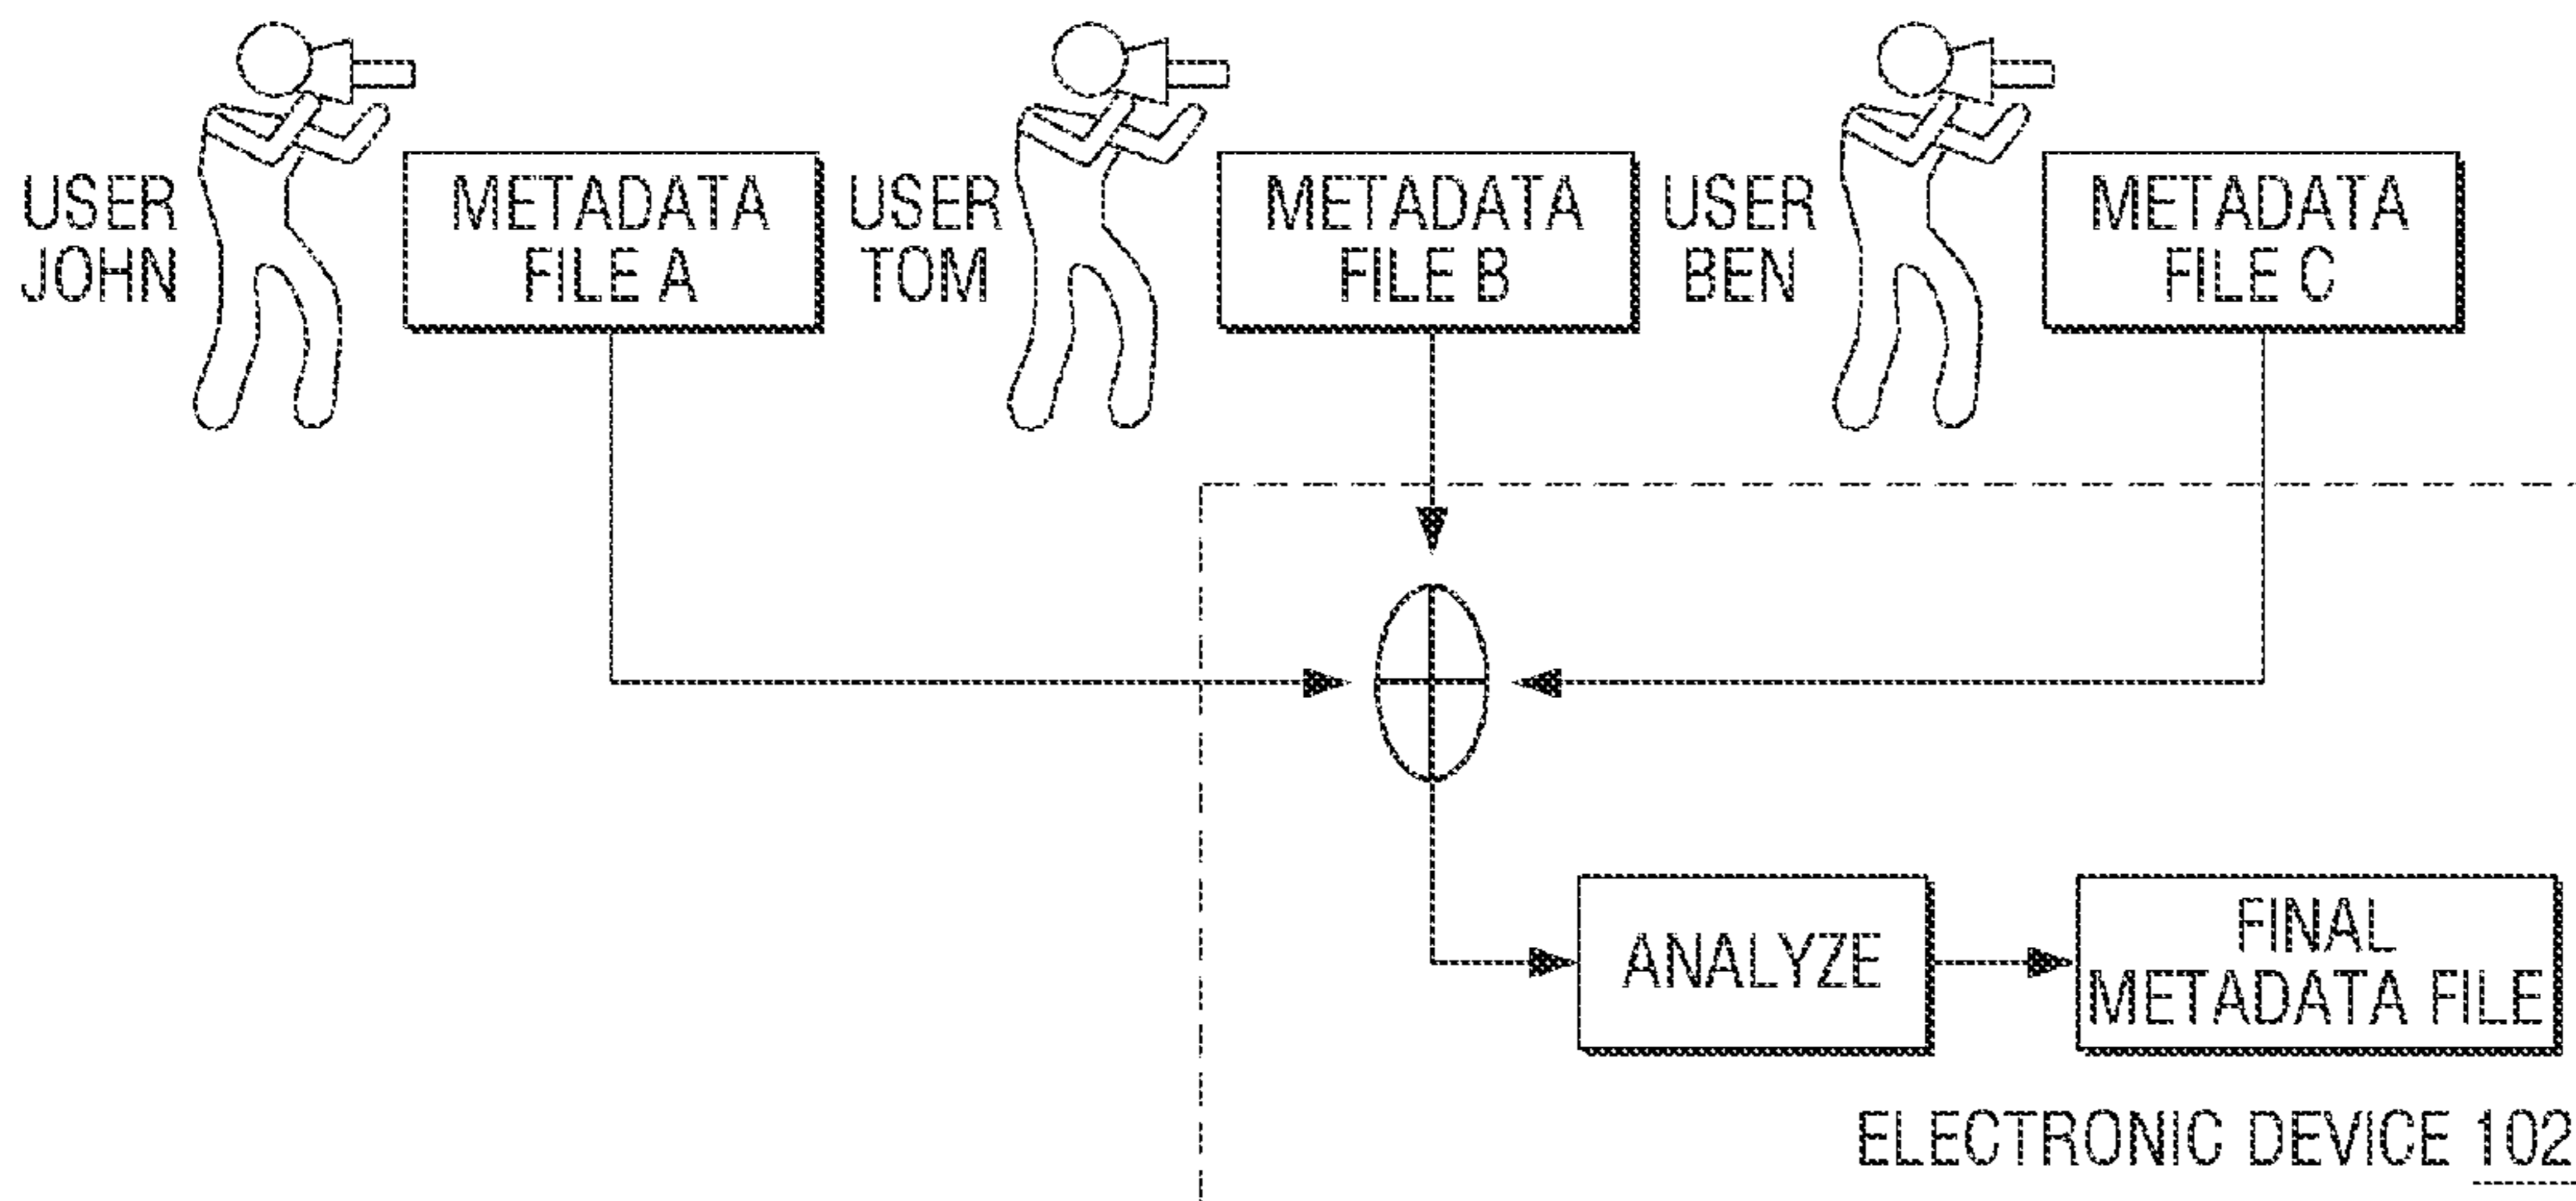 USER
JOHN
METADATA
FILE A
USER
TOM
METADATA
FILE B
USER
BEN
METADATA
FILE C
ANALYZE
FINAL
METADATA FILE
ELECTRONIC DEVICE 102